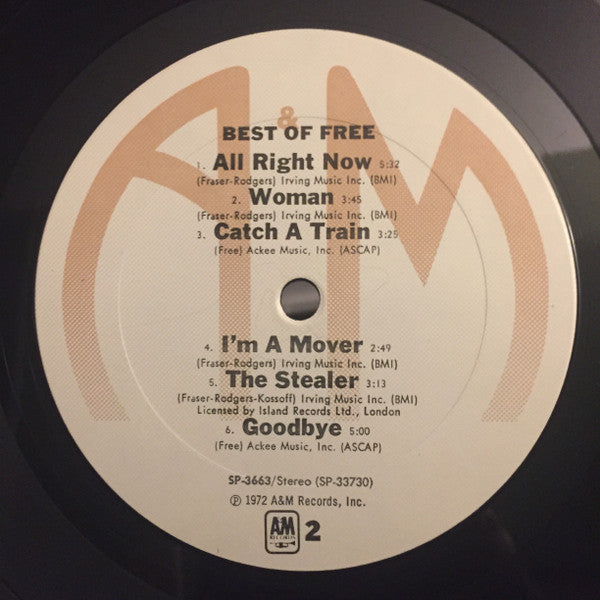 A&M
BEST OF FREE
1. All Right Now 5:32
(Fraser-Rodgers) Irving Music Inc. (BMI)
2. Woman 3:45
(Fraser-Rodgers) Irving Music Inc. (BMI)
3. Catch A Train 3:25
(Free) Ackee Music, Inc. (ASCAP)
4. I'm A Mover 2:49
(Fraser-Rodgers) Irving Music Inc. (BMI)
5. The Stealer 3:13
(Fraser-Rodgers-Kossoff) Irving Music Inc. (BMI)
Licensed by Island Records Ltd., London
6. Goodbye 5:00
(Free) Ackee Music, Inc. (ASCAP)
SP-3663/Stereo (SP-33730)
℗ 1972 A&M Records, Inc.
A&M RECORDS 2